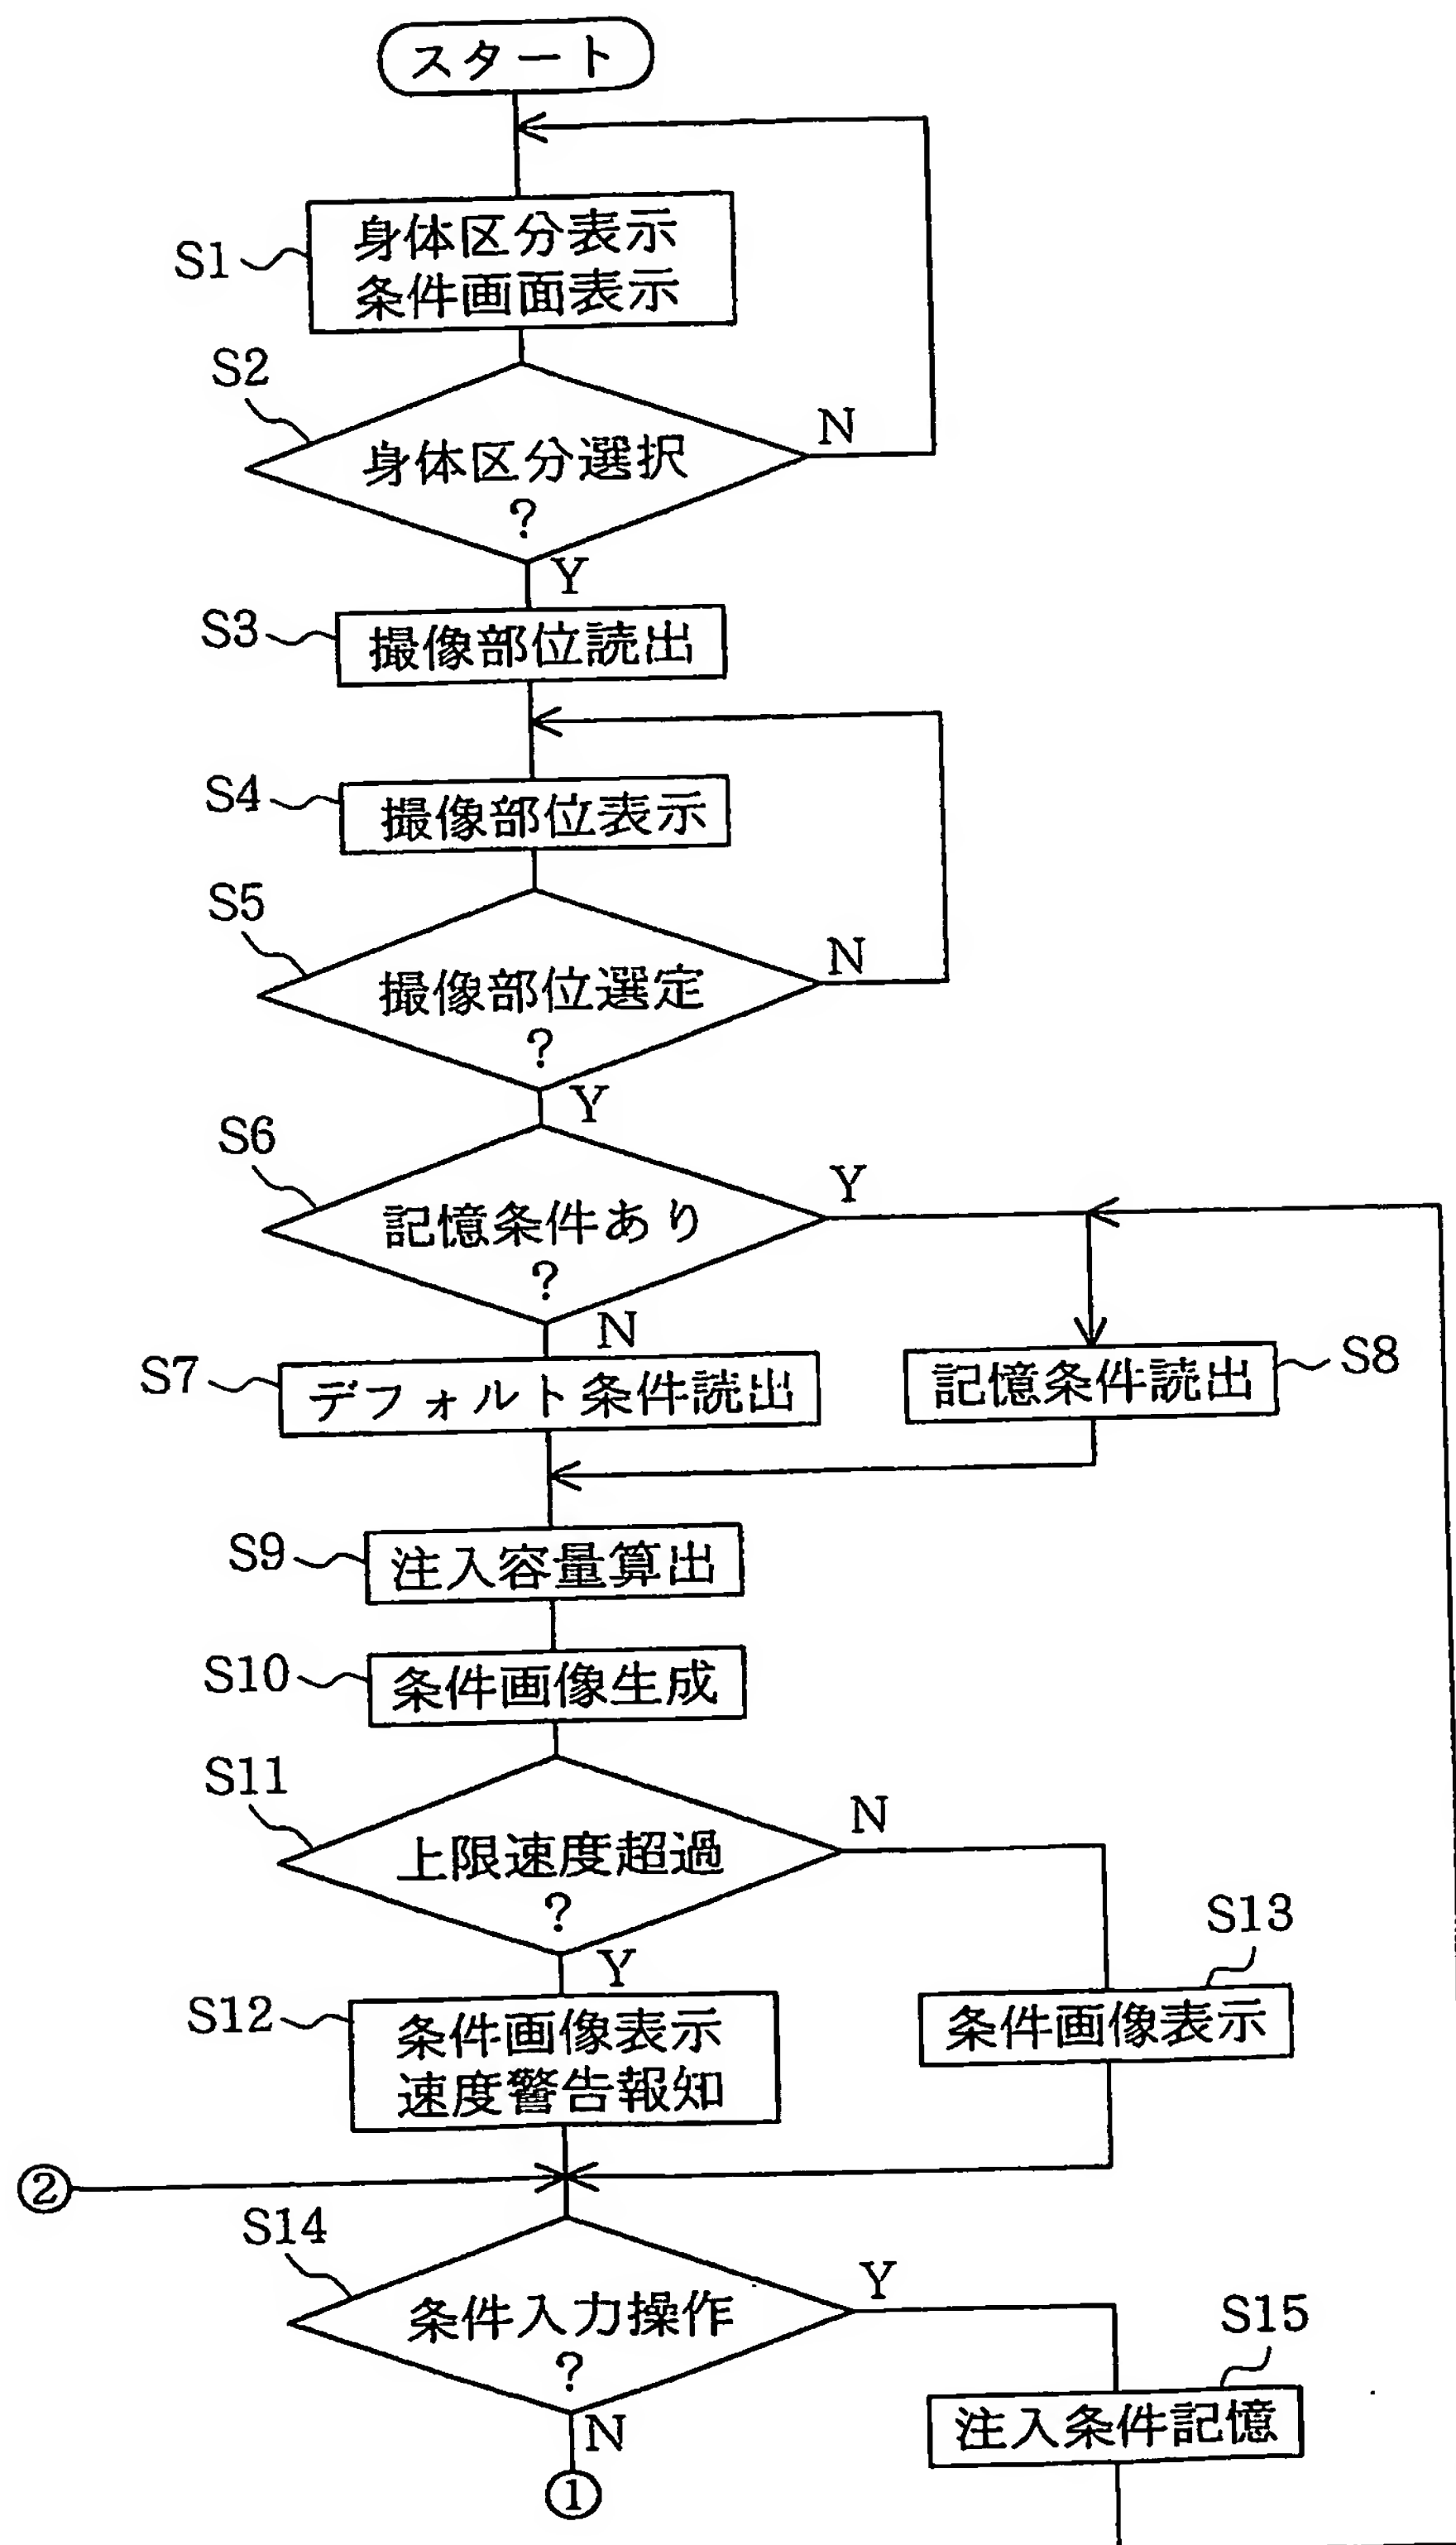 スタート
S1
身体区分表示
条件画面表示
S2
身体区分選択
?
N
Y
S3
撮像部位読出
S4
撮像部位表示
S5
撮像部位選定
?
N
Y
S6
記憶条件あり
?
Y
N
S7
デフォルト条件読出
記憶条件読出
S8
S9
注入容量算出
S10
条件画像生成
S11
上限速度超過
?
N
Y
S12
条件画像表示
速度警告報知
S13
条件画像表示
②
S14
条件入力操作
?
Y
N
S15
注入条件記憶
①